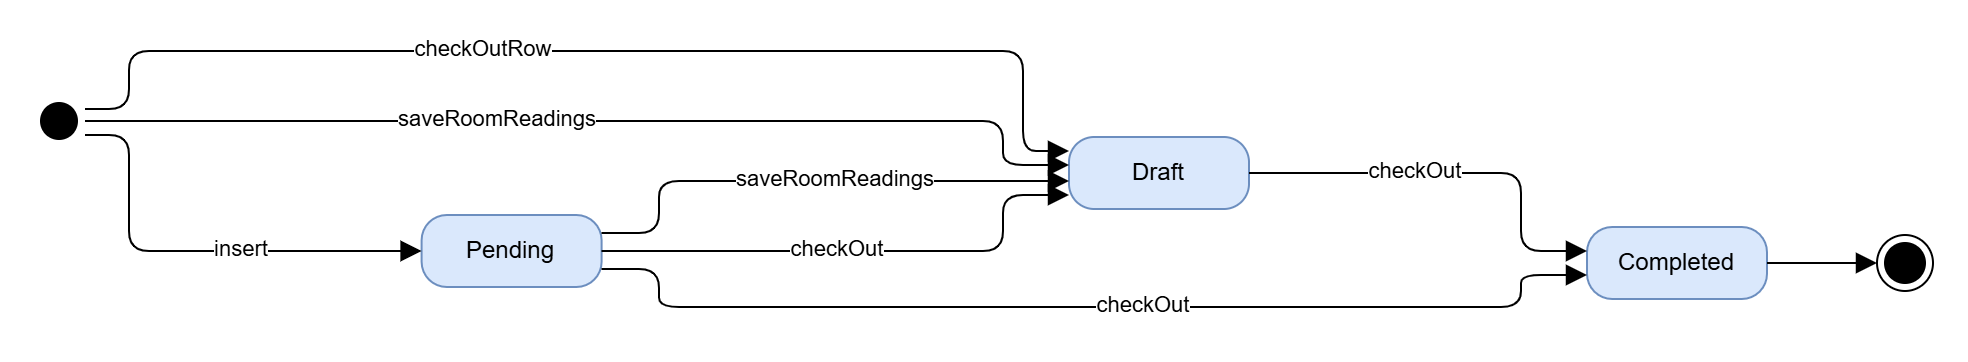 checkOutRow
saveRoomReadings
saveRoomReadings
Draft
checkOut
insert
Pending
checkOut
Completed
checkOut